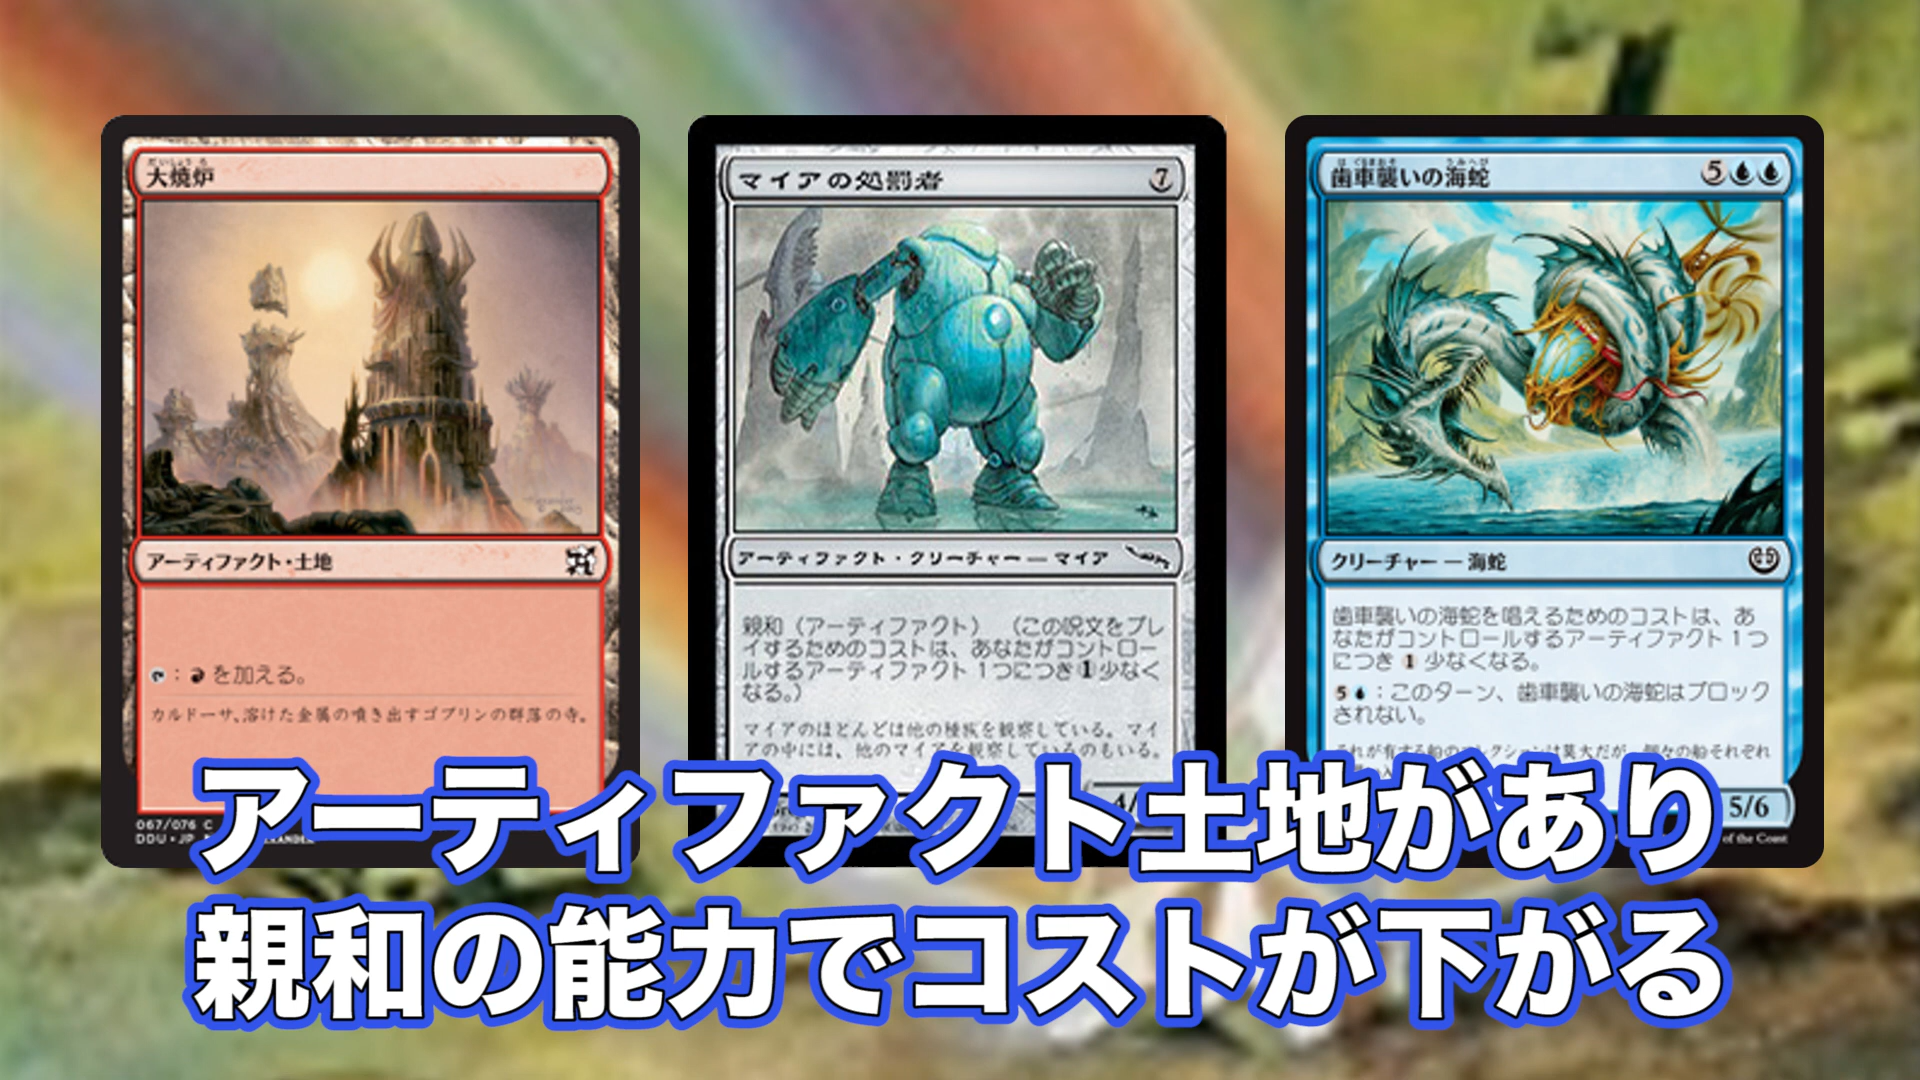 だいしょうろ
大焼炉
アーティファクト・土地
:を加える。
カルドーサ、溶けた金属の噴き出すゴブリンの群落の寺。
067/076 C
DDU・JP
マイアの処罰者
7
アーティファクト・クリーチャー ― マイア
親和（アーティファクト）（この呪文をプレ
イするためのコストは、あなたがコントロー
ルするアーティファクト1つにつき1少なく
なる。）
マイアのほとんどは他の種族を観察している。マイ
アの中には、他のマイアを観察しているのもいる。
歯車襲いの海蛇
5
クリーチャー ― 海蛇
歯車襲いの海蛇を唱えるためのコストは、あ
なたがコントロールするアーティファクト1つ
につき 1 少なくなる。
5:このターン、歯車襲いの海蛇はブロック
されない。
5/6
of the Coast
アーティファクト土地があり
親和の能力でコストが下がる